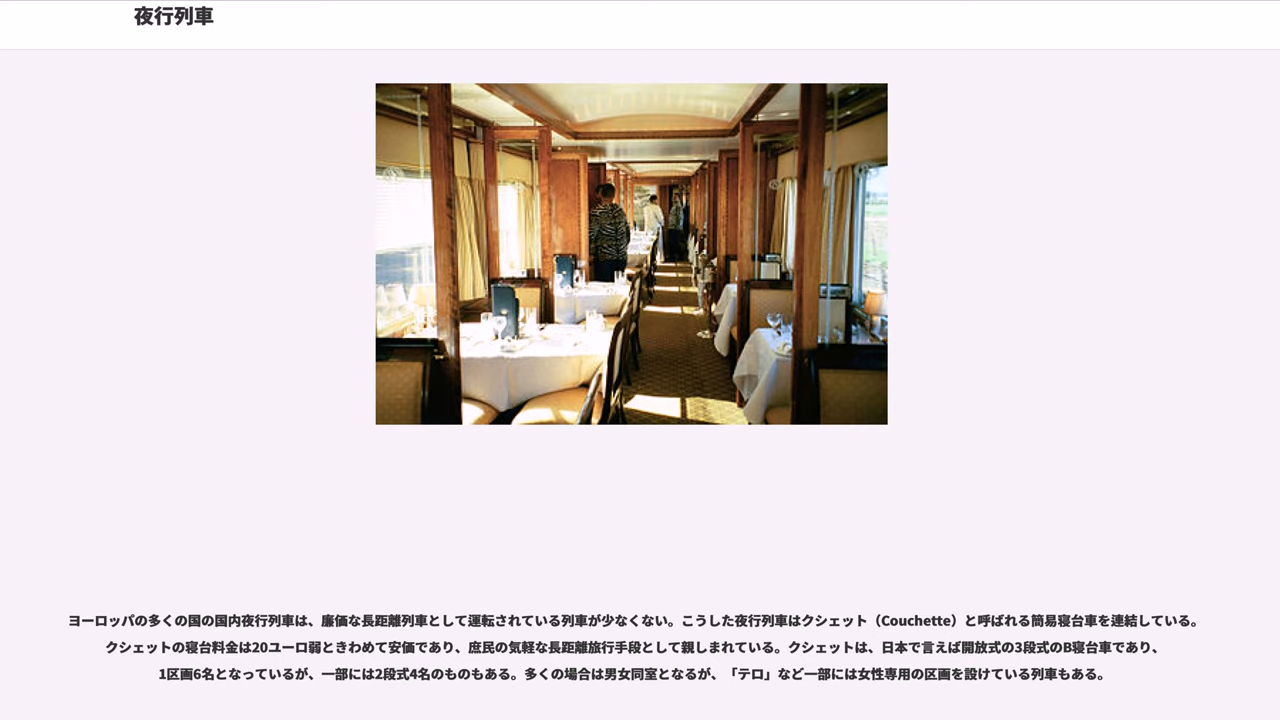 夜行列車
ヨーロッパの多くの国の国内夜行列車は、廉価な長距離列車として運転されている列車が少なくない。こうした夜行列車はクシェット（Couchette）と呼ばれる簡易寝台車を連結している。
クシェットの寝台料金は20ユーロ弱ときわめて安価であり、庶民の気軽な長距離旅行手段として親しまれている。クシェットは、日本で言えば開放式の3段式のB寝台車であり、
1区画6名となっているが、一部には2段式4名のものもある。多くの場合は男女同室となるが、「テロ」など一部には女性専用の区画を設けている列車もある。